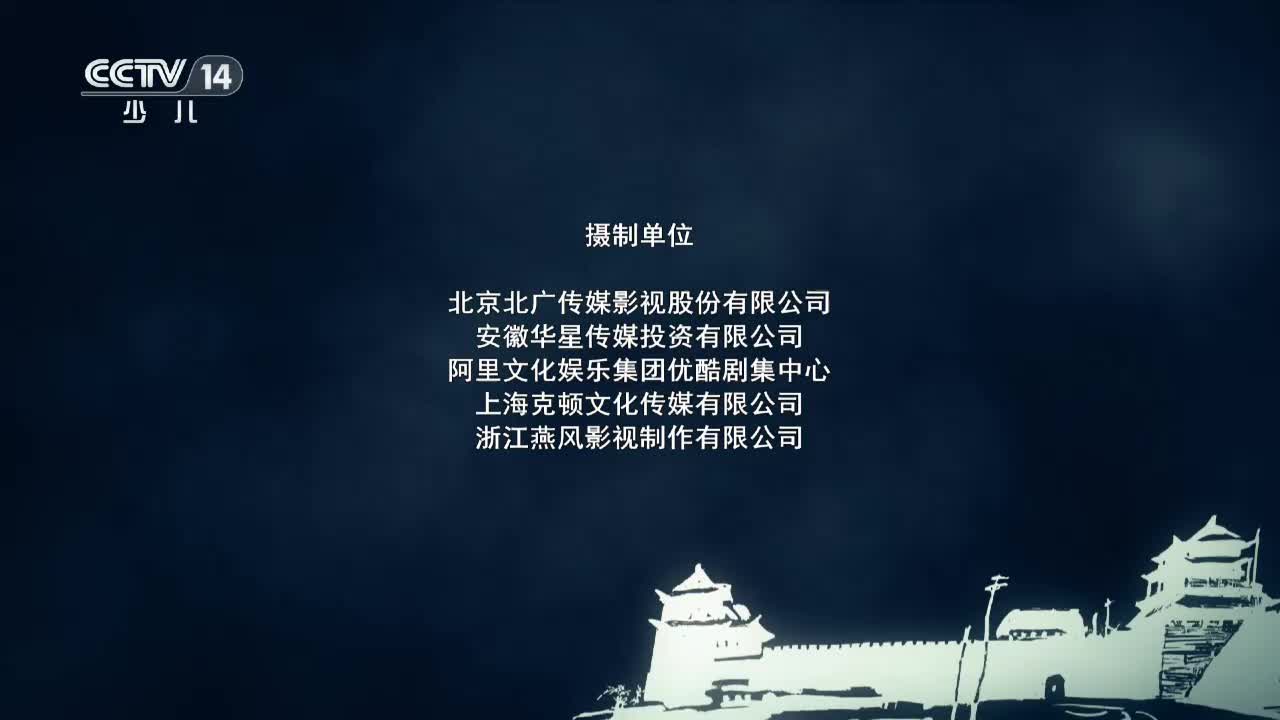 CCTV 14
少儿
摄制单位
北京北广传媒影视股份有限公司
安徽华星传媒投资有限公司
阿里文化娱乐集团优酷剧集中心
上海克顿文化传媒有限公司
浙江燕风影视制作有限公司